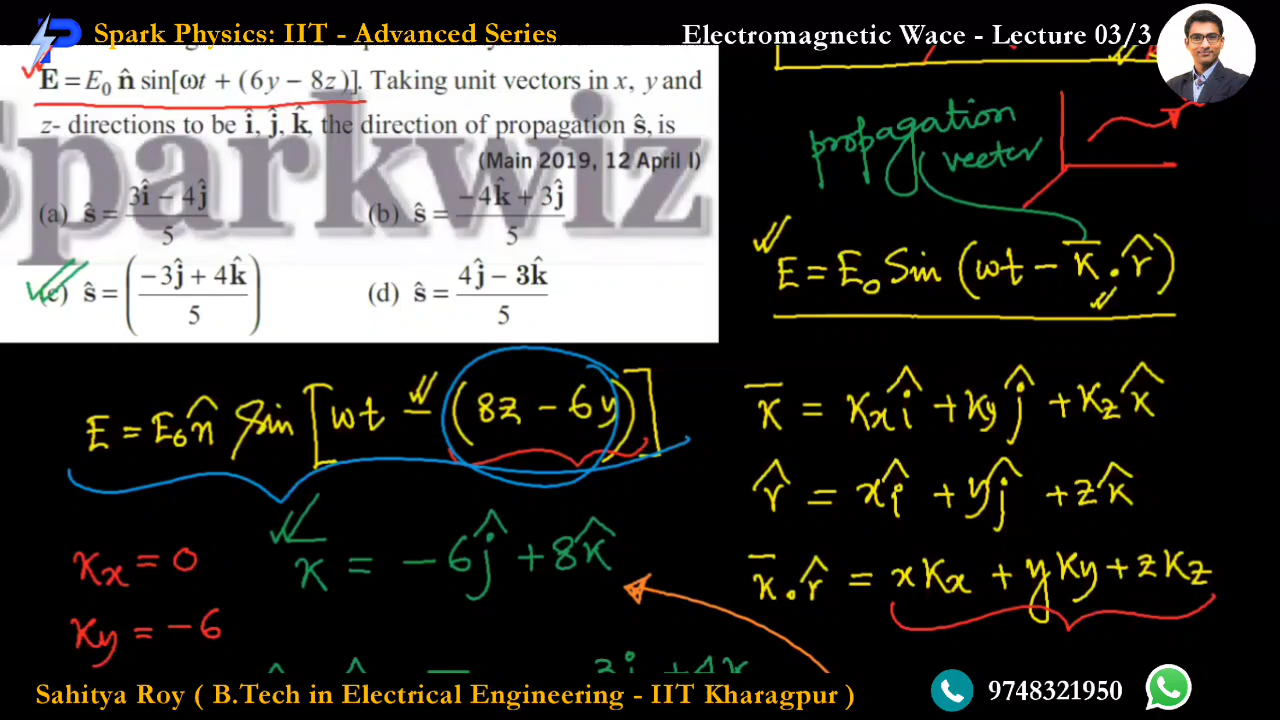 Spark Physics: IIT - Advanced Series
Electromagnetic Wace - Lecture 03/3
E = E₀ n̂ sin[ωt + (6y − 8z)]. Taking unit vectors in x, y and
z- directions to be î, ĵ, k̂, the direction of propagation ŝ, is
(Main 2019, 12 April I)
(a) ŝ = (3î − 4ĵ)/5
(b) ŝ = (−4k̂ + 3ĵ)/5
(c) ŝ = ((−3ĵ + 4k̂)/5)
(d) ŝ = (4ĵ − 3k̂)/5
Sparkwiz
propagation
vector
E = E₀ Sin (ωt − k̅ . r̂)
E = E₀ n̂ Sin [ωt − (8z − 6y)]
k̅ = Kx î + Ky ĵ + Kz k̂
r̂ = xî + yĵ + zk̂
k̅ . r̂ = xKx + yKy + zKz
K = −6ĵ + 8k̂
Kx = 0
Ky = −6
Sahitya Roy ( B.Tech in Electrical Engineering - IIT Kharagpur )
9748321950